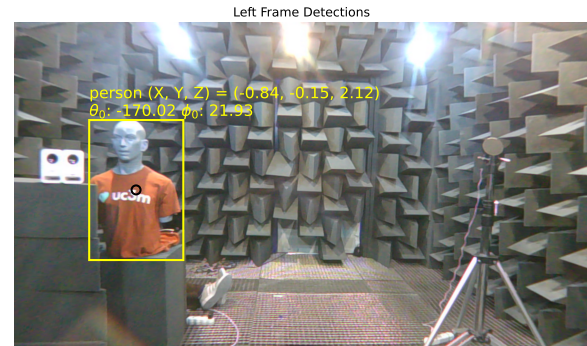 Left Frame Detections
person (X, Y, Z) = (-0.84, -0.15, 2.12)
θ₀: -170.02 ϕ₀: 21.93
ucam